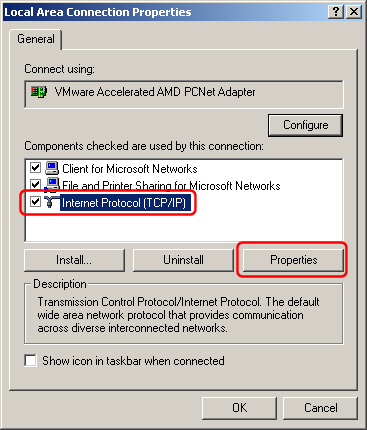 Local Area Connection Properties
General
Connect using:
VMware Accelerated AMD PCNet Adapter
Configure
Components checked are used by this connection:
Client for Microsoft Networks
File and Printer Sharing for Microsoft Networks
Internet Protocol (TCP/IP)
Install... Uninstall Properties
Description
Transmission Control Protocol/Internet Protocol. The default
wide area network protocol that provides communication
across diverse interconnected networks.
Show icon in taskbar when connected
OK Cancel